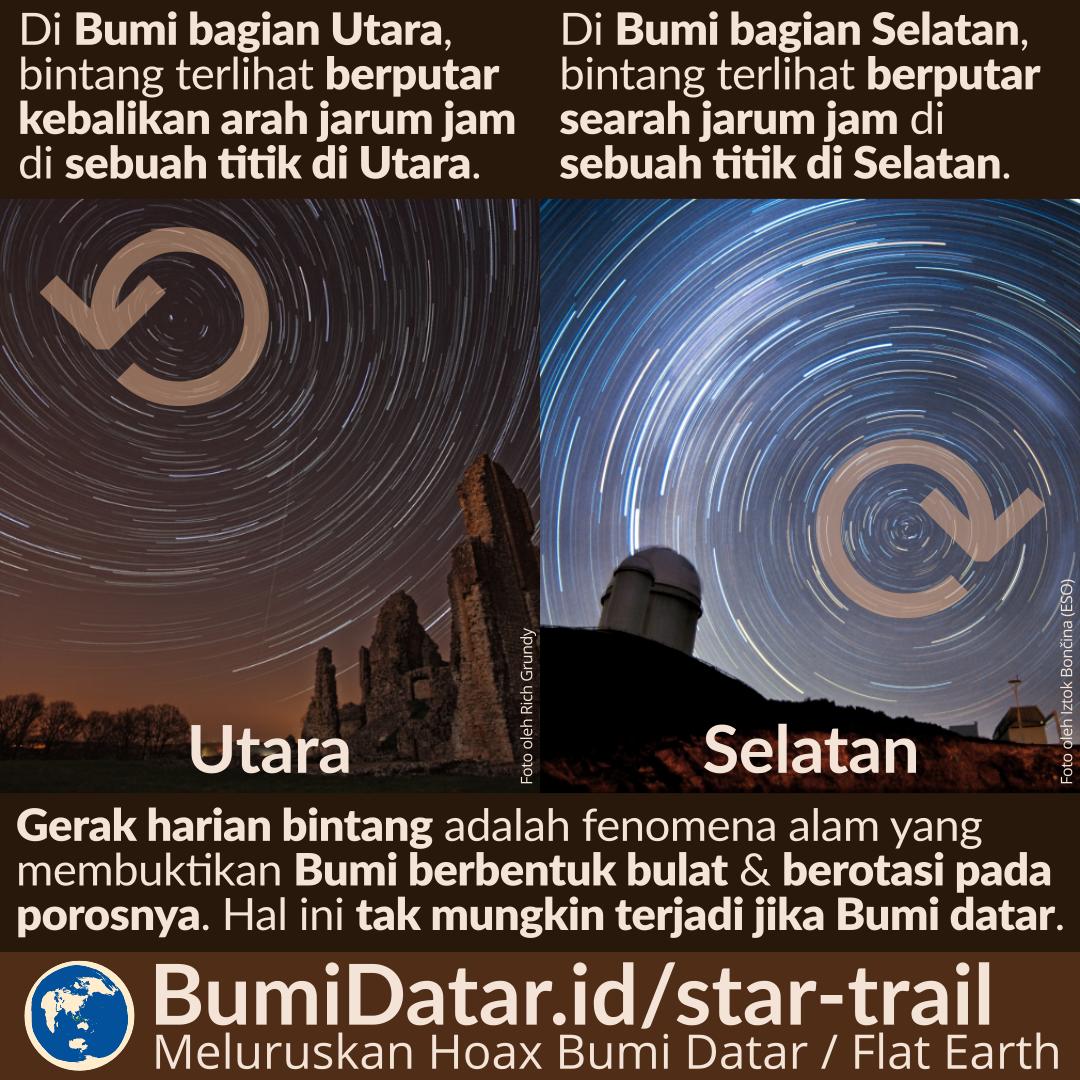 Di Bumi bagian Utara,
bintang terlihat berputar
kebalikan arah jarum jam
di sebuah titik di Utara.
Di Bumi bagian Selatan,
bintang terlihat berputar
searah jarum jam di
sebuah titik di Selatan.
Utara
Foto oleh Rich Grundy
Selatan
Foto oleh Iztok Bončina (ESO)
Gerak harian bintang adalah fenomena alam yang
membuktikan Bumi berbentuk bulat & berotasi pada
porosnya. Hal ini tak mungkin terjadi jika Bumi datar.
BumiDatar.id/star-trail
Meluruskan Hoax Bumi Datar / Flat Earth